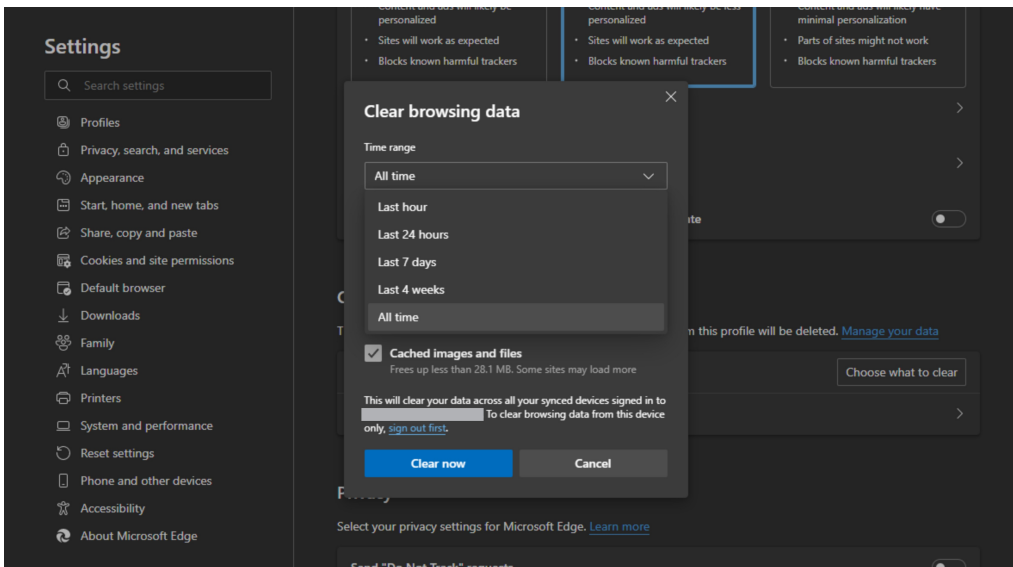 Settings
Search settings
Profiles
Privacy, search, and services
Appearance
Start, home, and new tabs
Share, copy and paste
Cookies and site permissions
Default browser
Downloads
Family
Languages
Printers
System and performance
Reset settings
Phone and other devices
Accessibility
About Microsoft Edge
Content and ads will likely be
personalized
• Sites will work as expected
• Blocks known harmful trackers
Content and ads will likely be less
personalized
• Sites will work as expected
• Blocks known harmful trackers
Content and ads will likely have
minimal personalization
• Parts of sites might not work
• Blocks known harmful trackers
Clear browsing data
Time range
All time
Last hour
Last 24 hours
Last 7 days
Last 4 weeks
All time
Cached images and files
Frees up less than 28.1 MB. Some sites may load more
This will clear your data across all your synced devices signed in to
To clear browsing data from this device
only, sign out first.
Clear now
Cancel
this profile will be deleted. Manage your data
Choose what to clear
Select your privacy settings for Microsoft Edge. Learn more
Send "Do Not Track" requests